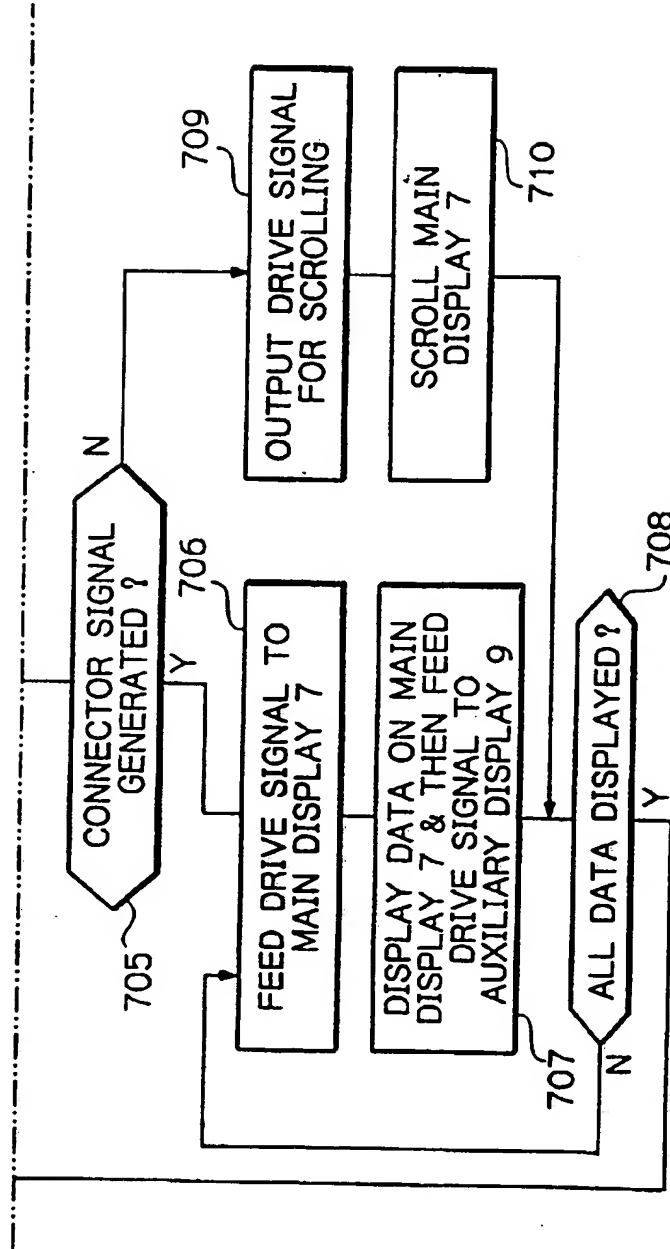 CONNECTOR SIGNAL
GENERATED ?
705
N
Y
FEED DRIVE SIGNAL TO
MAIN DISPLAY 7
706
DISPLAY DATA ON MAIN
DISPLAY 7 & THEN FEED
DRIVE SIGNAL TO
AUXILIARY DISPLAY 9
707
ALL DATA DISPLAYED ?
708
N
Y
OUTPUT DRIVE SIGNAL
FOR SCROLLING
709
SCROLL MAIN
DISPLAY 7
710